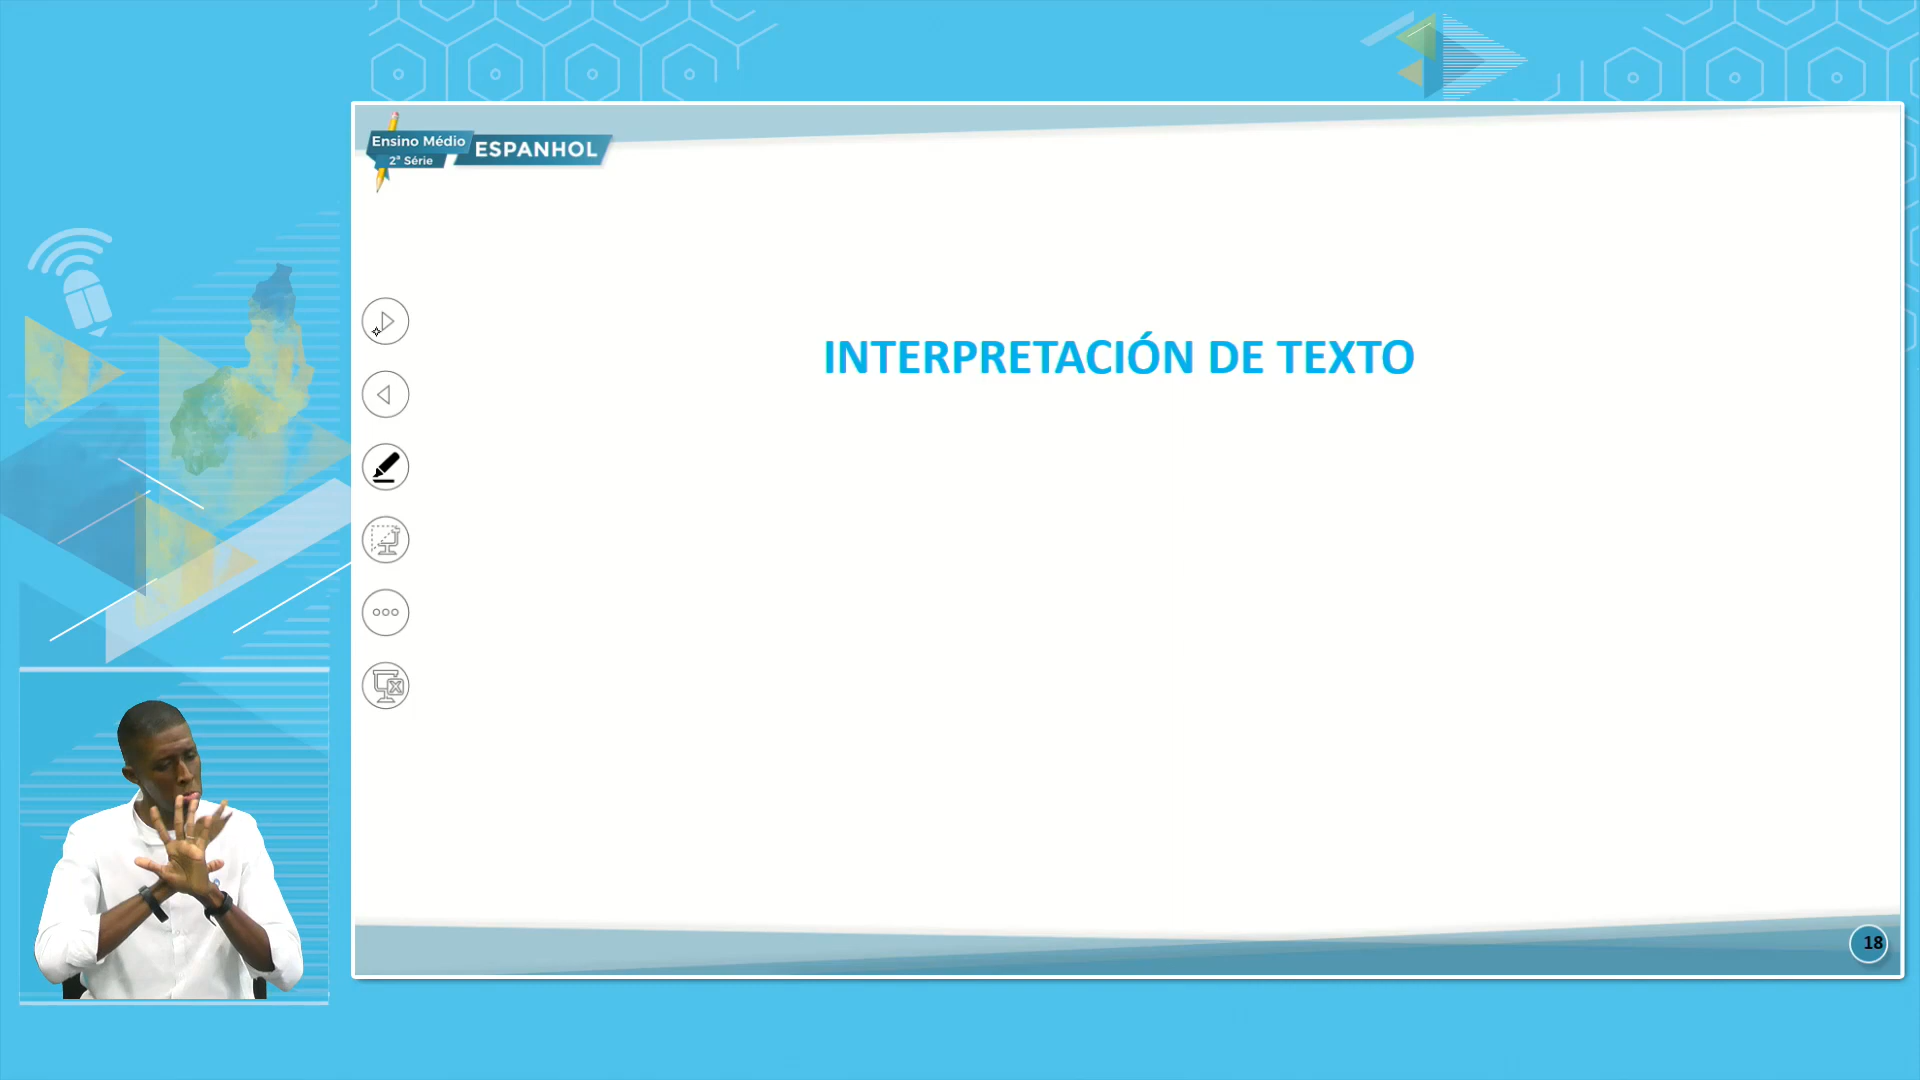 Ensino Médio
2ª Série
ESPANHOL
INTERPRETACIÓN DE TEXTO
18